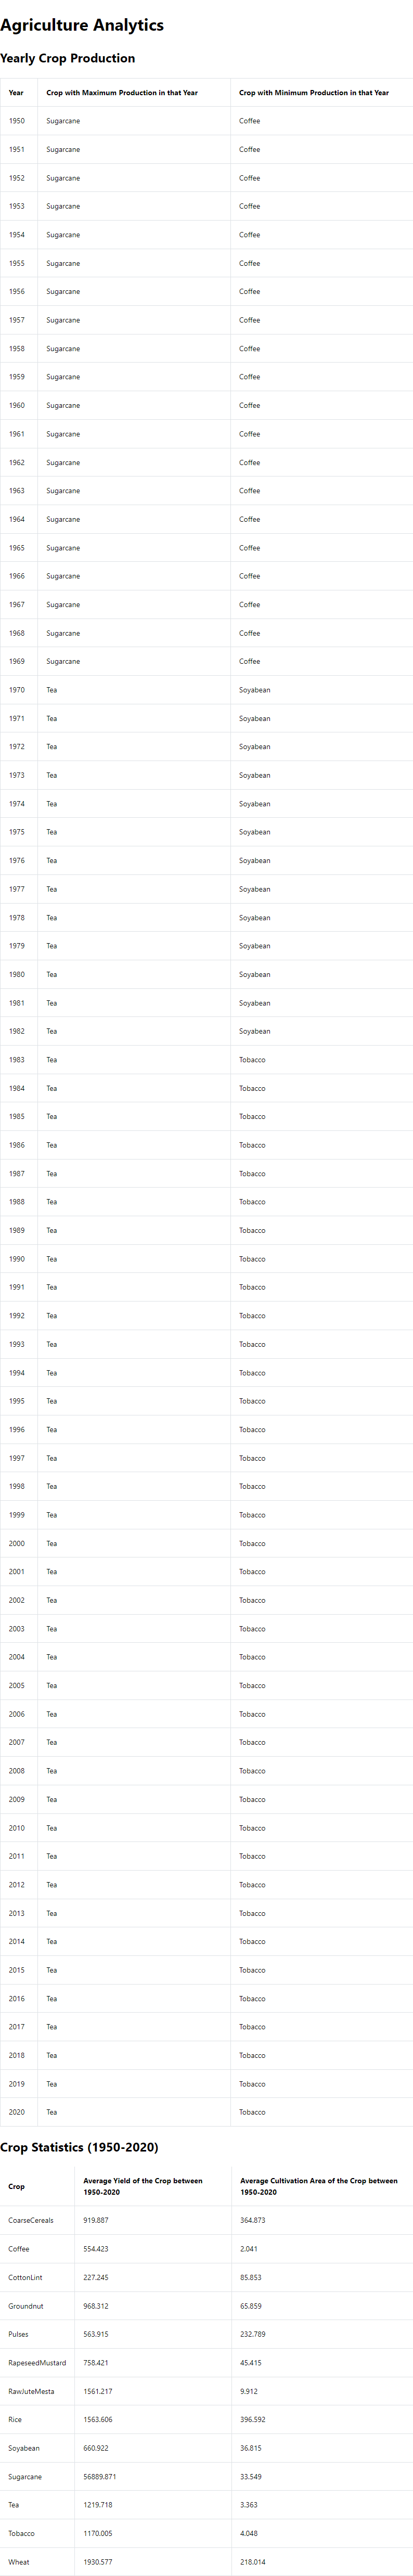 Agriculture Analytics
Yearly Crop Production
Year Crop with Maximum Production in that Year Crop with Minimum Production in that Year
1950 Sugarcane Coffee
1951 Sugarcane Coffee
1952 Sugarcane Coffee
1953 Sugarcane Coffee
1954 Sugarcane Coffee
1955 Sugarcane Coffee
1956 Sugarcane Coffee
1957 Sugarcane Coffee
1958 Sugarcane Coffee
1959 Sugarcane Coffee
1960 Sugarcane Coffee
1961 Sugarcane Coffee
1962 Sugarcane Coffee
1963 Sugarcane Coffee
1964 Sugarcane Coffee
1965 Sugarcane Coffee
1966 Sugarcane Coffee
1967 Sugarcane Coffee
1968 Sugarcane Coffee
1969 Sugarcane Coffee
1970 Tea Soyabean
1971 Tea Soyabean
1972 Tea Soyabean
1973 Tea Soyabean
1974 Tea Soyabean
1975 Tea Soyabean
1976 Tea Soyabean
1977 Tea Soyabean
1978 Tea Soyabean
1979 Tea Soyabean
1980 Tea Soyabean
1981 Tea Soyabean
1982 Tea Soyabean
1983 Tea Tobacco
1984 Tea Tobacco
1985 Tea Tobacco
1986 Tea Tobacco
1987 Tea Tobacco
1988 Tea Tobacco
1989 Tea Tobacco
1990 Tea Tobacco
1991 Tea Tobacco
1992 Tea Tobacco
1993 Tea Tobacco
1994 Tea Tobacco
1995 Tea Tobacco
1996 Tea Tobacco
1997 Tea Tobacco
1998 Tea Tobacco
1999 Tea Tobacco
2000 Tea Tobacco
2001 Tea Tobacco
2002 Tea Tobacco
2003 Tea Tobacco
2004 Tea Tobacco
2005 Tea Tobacco
2006 Tea Tobacco
2007 Tea Tobacco
2008 Tea Tobacco
2009 Tea Tobacco
2010 Tea Tobacco
2011 Tea Tobacco
2012 Tea Tobacco
2013 Tea Tobacco
2014 Tea Tobacco
2015 Tea Tobacco
2016 Tea Tobacco
2017 Tea Tobacco
2018 Tea Tobacco
2019 Tea Tobacco
2020 Tea Tobacco
Crop Statistics (1950-2020)
Crop Average Yield of the Crop between 1950-2020 Average Cultivation Area of the Crop between 1950-2020
CoarseCereals 919.887 364.873
Coffee 554.423 2.041
CottonLint 227.245 85.853
Groundnut 968.312 65.859
Pulses 563.915 232.789
RapeseedMustard 758.421 45.415
RawJuteMesta 1561.217 9.912
Rice 1563.606 396.592
Soyabean 660.922 36.815
Sugarcane 56889.871 33.549
Tea 1219.718 3.363
Tobacco 1170.005 4.048
Wheat 1930.577 218.014